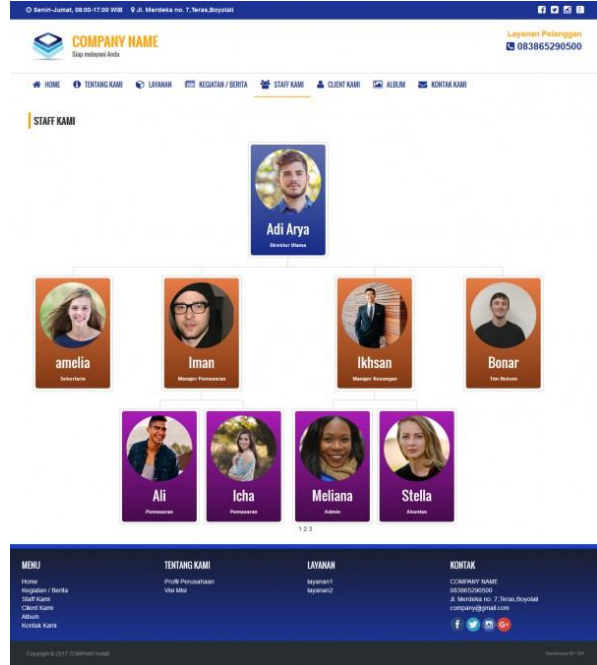 Senin-Jumat, 08:00-17:00 WIB Jl. Merdeka no. 7,Teras,Boyolali
COMPANY NAME
Siap melayani Anda
Layanan Pelanggan
083865290500
HOME TENTANG KAMI LAYANAN KEGIATAN / BERITA STAFF KAMI CLIENT KAMI ALBUM KONTAK KAMI
STAFF KAMI
Adi Arya
Direktur Utama
amelia Iman Ikhsan Bonar
Sekertaris Manajer Pemasaran Manajer Keuangan Tim Hukum
Ali Icha Meliana Stella
Pemasaran Pemasaran Admin Akuntan
1 2 3
MENU TENTANG KAMI LAYANAN KONTAK
Home Profil Perusahaan layanan1 COMPANY NAME
Kegiatan / Berita Visi Misi layanan2 083865290500
Staff Kami Jl. Merdeka no. 7,Teras,Boyolali
Client Kami company@gmail.com
Album
Kontak Kami
Copyright © 2017 COMPANY NAME